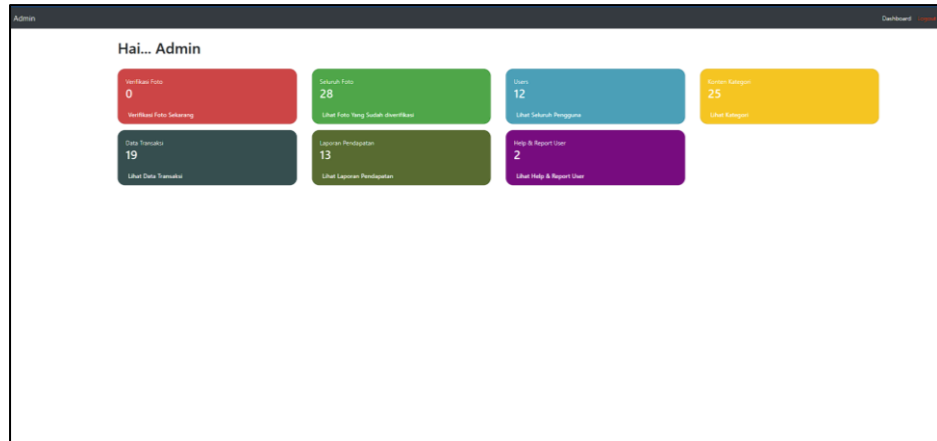 Admin
Dashboard Logout
Hai... Admin
Verifikasi Foto
0
Vertifikasi Foto Sekarang
Seluruh Foto
28
Lihat Foto Yang Sudah diverifikasi
Users
12
Lihat Seluruh Pengguna
Konten Kategori
25
Lihat Kategori
Data Transaksi
19
Lihat Data Transaksi
Laporan Pendapatan
13
Lihat Laporan Pendapatan
Help & Report User
2
Lihat Help & Report User